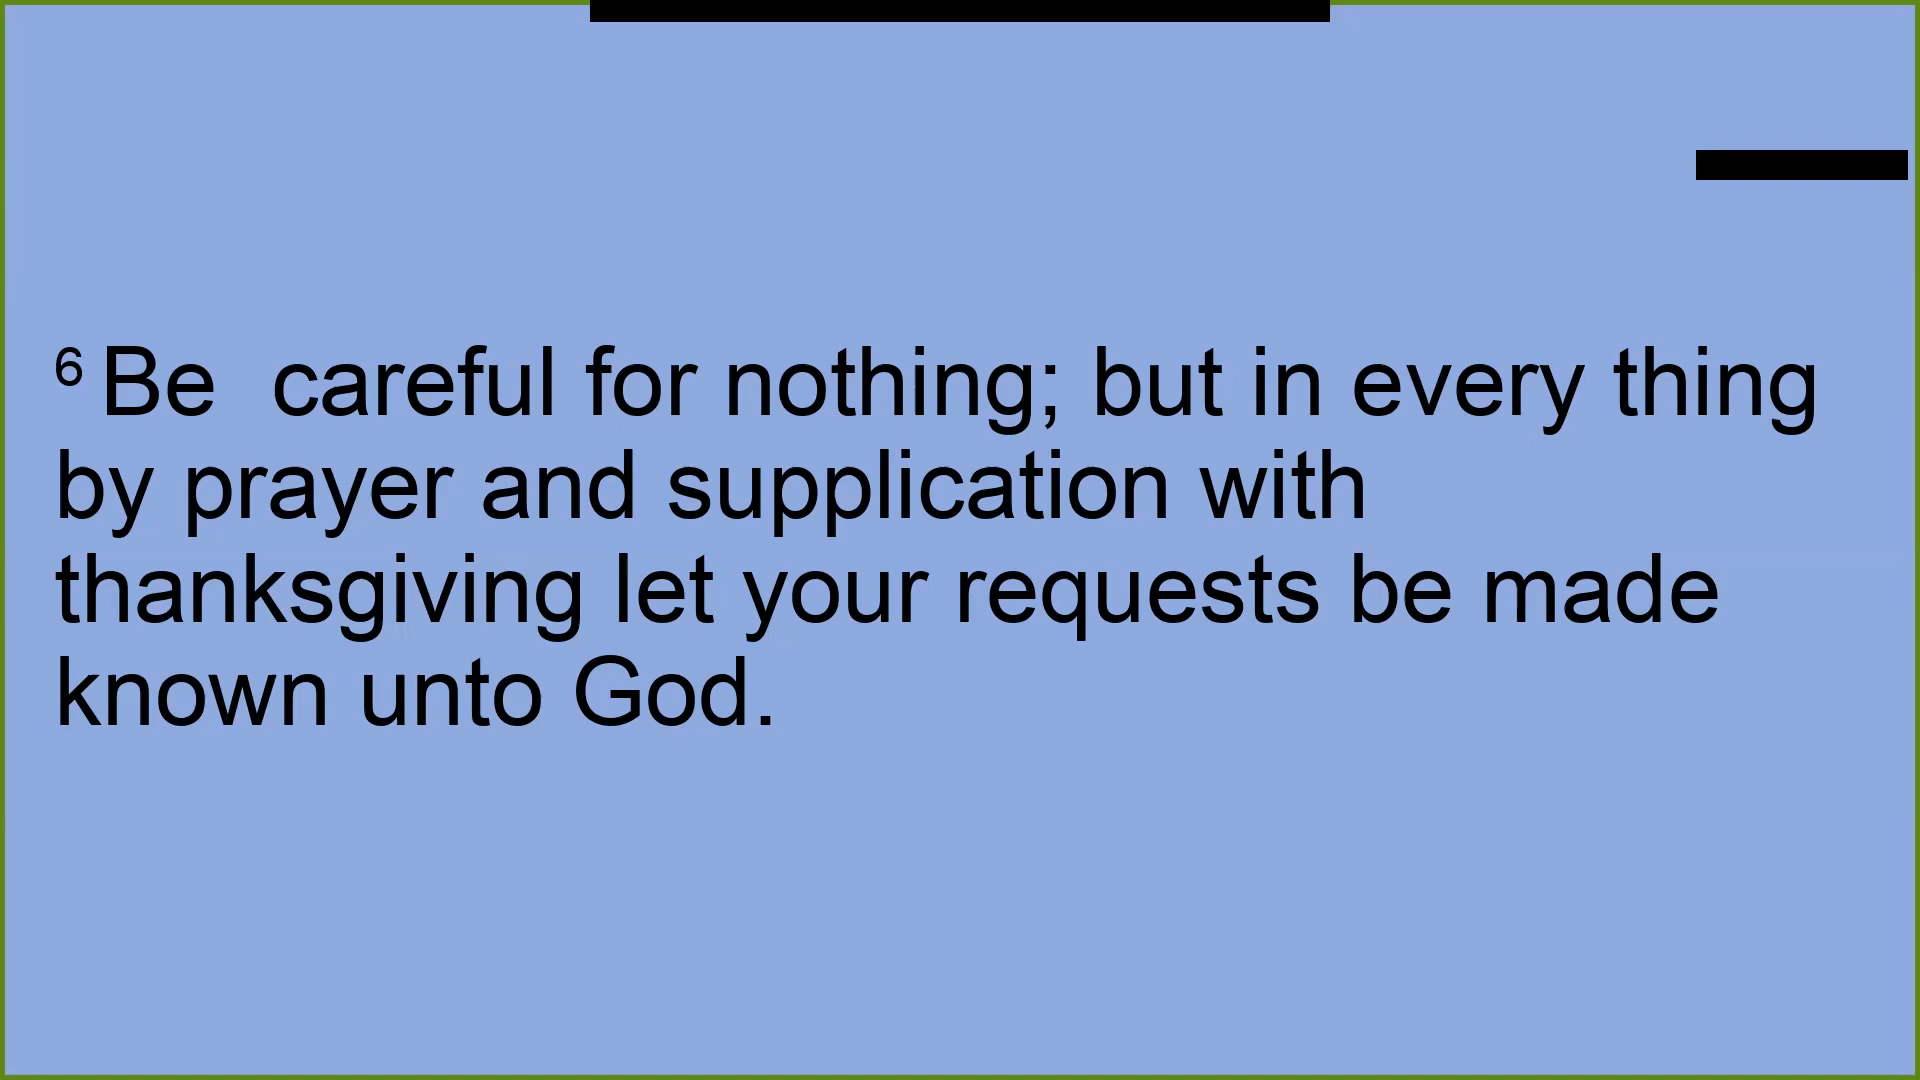 6 Be  careful for nothing; but in every thing
by prayer and supplication with
thanksgiving let your requests be made
known unto God.